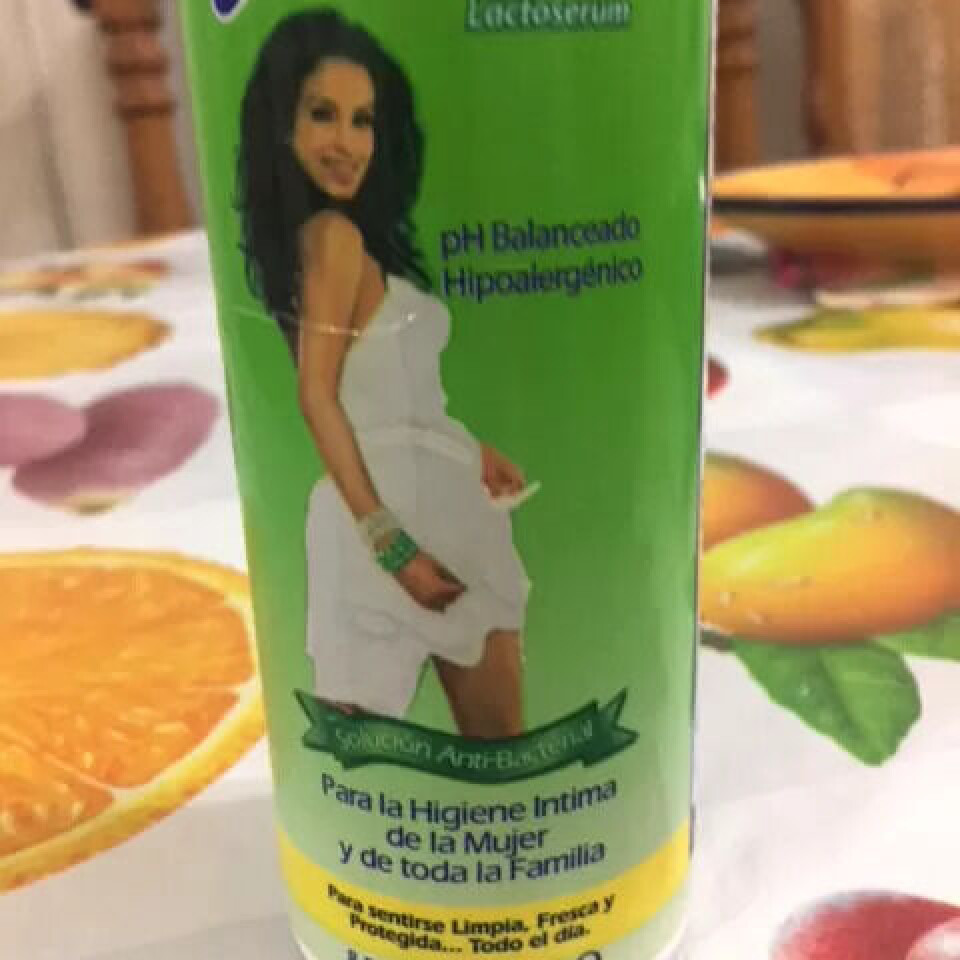 Lactoserum
pH Balanceado
Hipoalergénico
Solución Anti-Bacterial
Para la Higiene Intima
de la Mujer
y de toda la Familia
Para sentirse Limpia, Fresca y
Protegida... Todo el día.